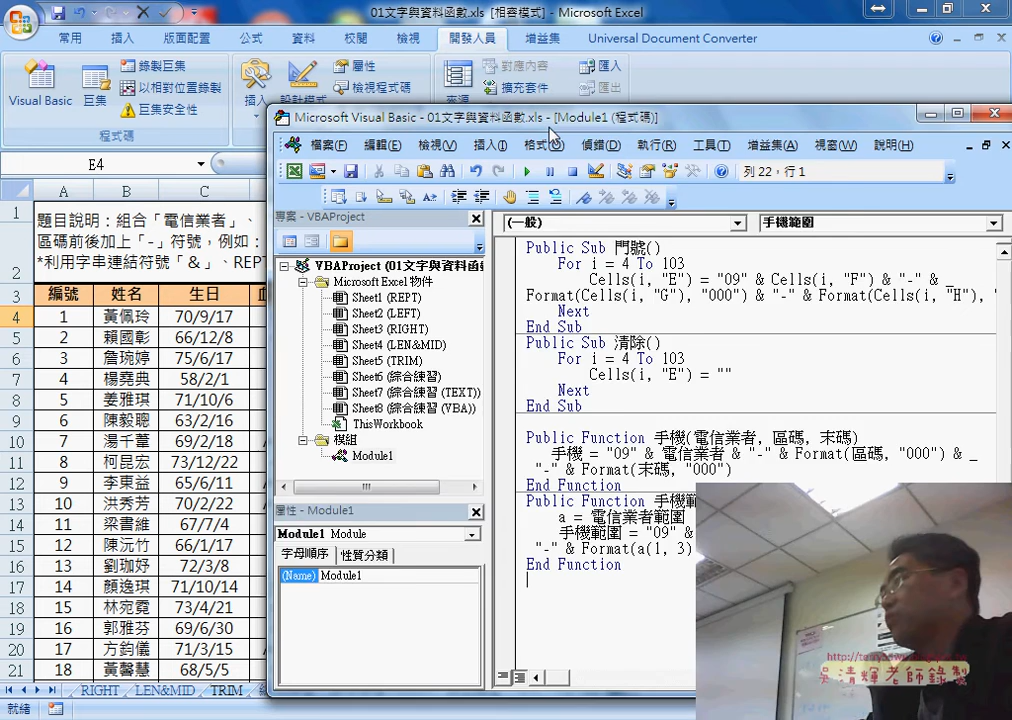 01文字與資料函數.xls [相容模式] - Microsoft Excel
常用 插入 版面配置 公式 資料 校閱 檢視 開發人員 增益集 Universal Document Converter
Visual Basic 巨集 錄製巨集 以相對位置錄製 巨集安全性 插入 設計模式 屬性 檢視程式碼 來源 對應內容 擴充套件 匯入 匯出
程式碼
E4
Microsoft Visual Basic - 01文字與資料函數.xls - [Module1 (程式碼)]
檔案(F) 編輯(E) 檢視(V) 插入(I) 偵錯(D) 執行(R) 工具(T) 增益集(A) 視窗(W) 說明(H)
列 22，行 1
A B C
題目說明：組合「電信業者」、
區碼前後加上「-」符號，例如：
*利用字串連結符號「&」、REPT
編號 姓名 生日
1 黃佩玲 70/9/17
2 賴國彰 66/12/8
3 詹琬婷 75/6/17
4 楊堯典 58/2/1
5 姜雅琪 71/10/6
6 陳毅聰 63/2/16
7 湯千蕙 69/2/18
8 柯昆宏 73/12/22
9 李東益 65/6/11
10 洪秀芳 70/2/22
11 梁書維 67/7/4
12 陳沅竹 66/1/17
13 劉珈妤 72/3/8
14 顏逸琪 71/10/14
15 林宛霓 73/4/21
16 郭雅芬 69/6/30
17 方鈞儀 71/3/15
18 黃馨慧 68/5/5
RIGHT LEN&MID TRIM
就緒
專案 - VBAProject
VBAProject (01文字與資料函
Microsoft Excel 物件
Sheet1 (REPT)
Sheet2 (LEFT)
Sheet3 (RIGHT)
Sheet4 (LEN&MID)
Sheet5 (TRIM)
Sheet6 (綜合練習)
Sheet7 (綜合練習 (TEXT))
Sheet8 (綜合練習 (VBA))
ThisWorkbook
模組
Module1
屬性 - Module1
Module1 Module
字母順序 性質分類
(Name) Module1
(一般) 手機範圍
Public Sub 門號()
For i = 4 To 103
Cells(i, "E") = "09" & Cells(i, "F") & "-" & _
Format(Cells(i, "G"), "000") & "-" & Format(Cells(i, "H"), "
Next
End Sub
Public Sub 清除()
For i = 4 To 103
Cells(i, "E") = ""
Next
End Sub
Public Function 手機(電信業者, 區碼, 末碼)
手機 = "09" & 電信業者 & "-" & Format(區碼, "000") & _
"-" & Format(末碼, "000")
End Function
Public Function 手機範
a = 電信業者範圍
手機範圍 = "09" &
"-" & Format(a(1, 3)
End Function
吳清輝老師錄製